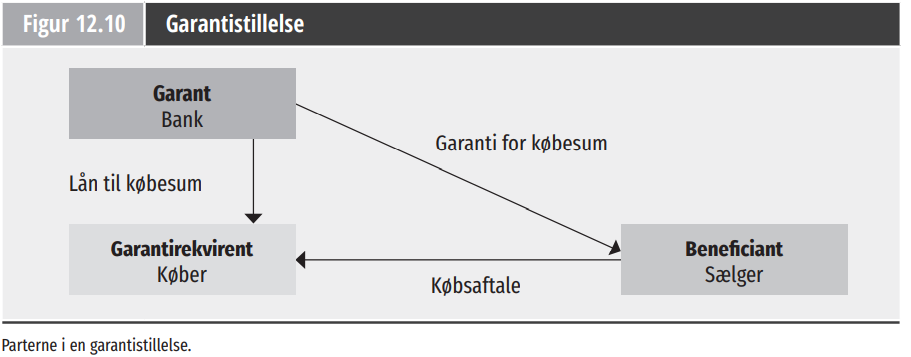 Figur 12.10
Garantistillelse
Garant
Bank
Garanti for købesum
Lån til købesum
Garantirekvirent
Køber
Beneficiant
Sælger
Købsaftale
Parterne i en garantistillelse.